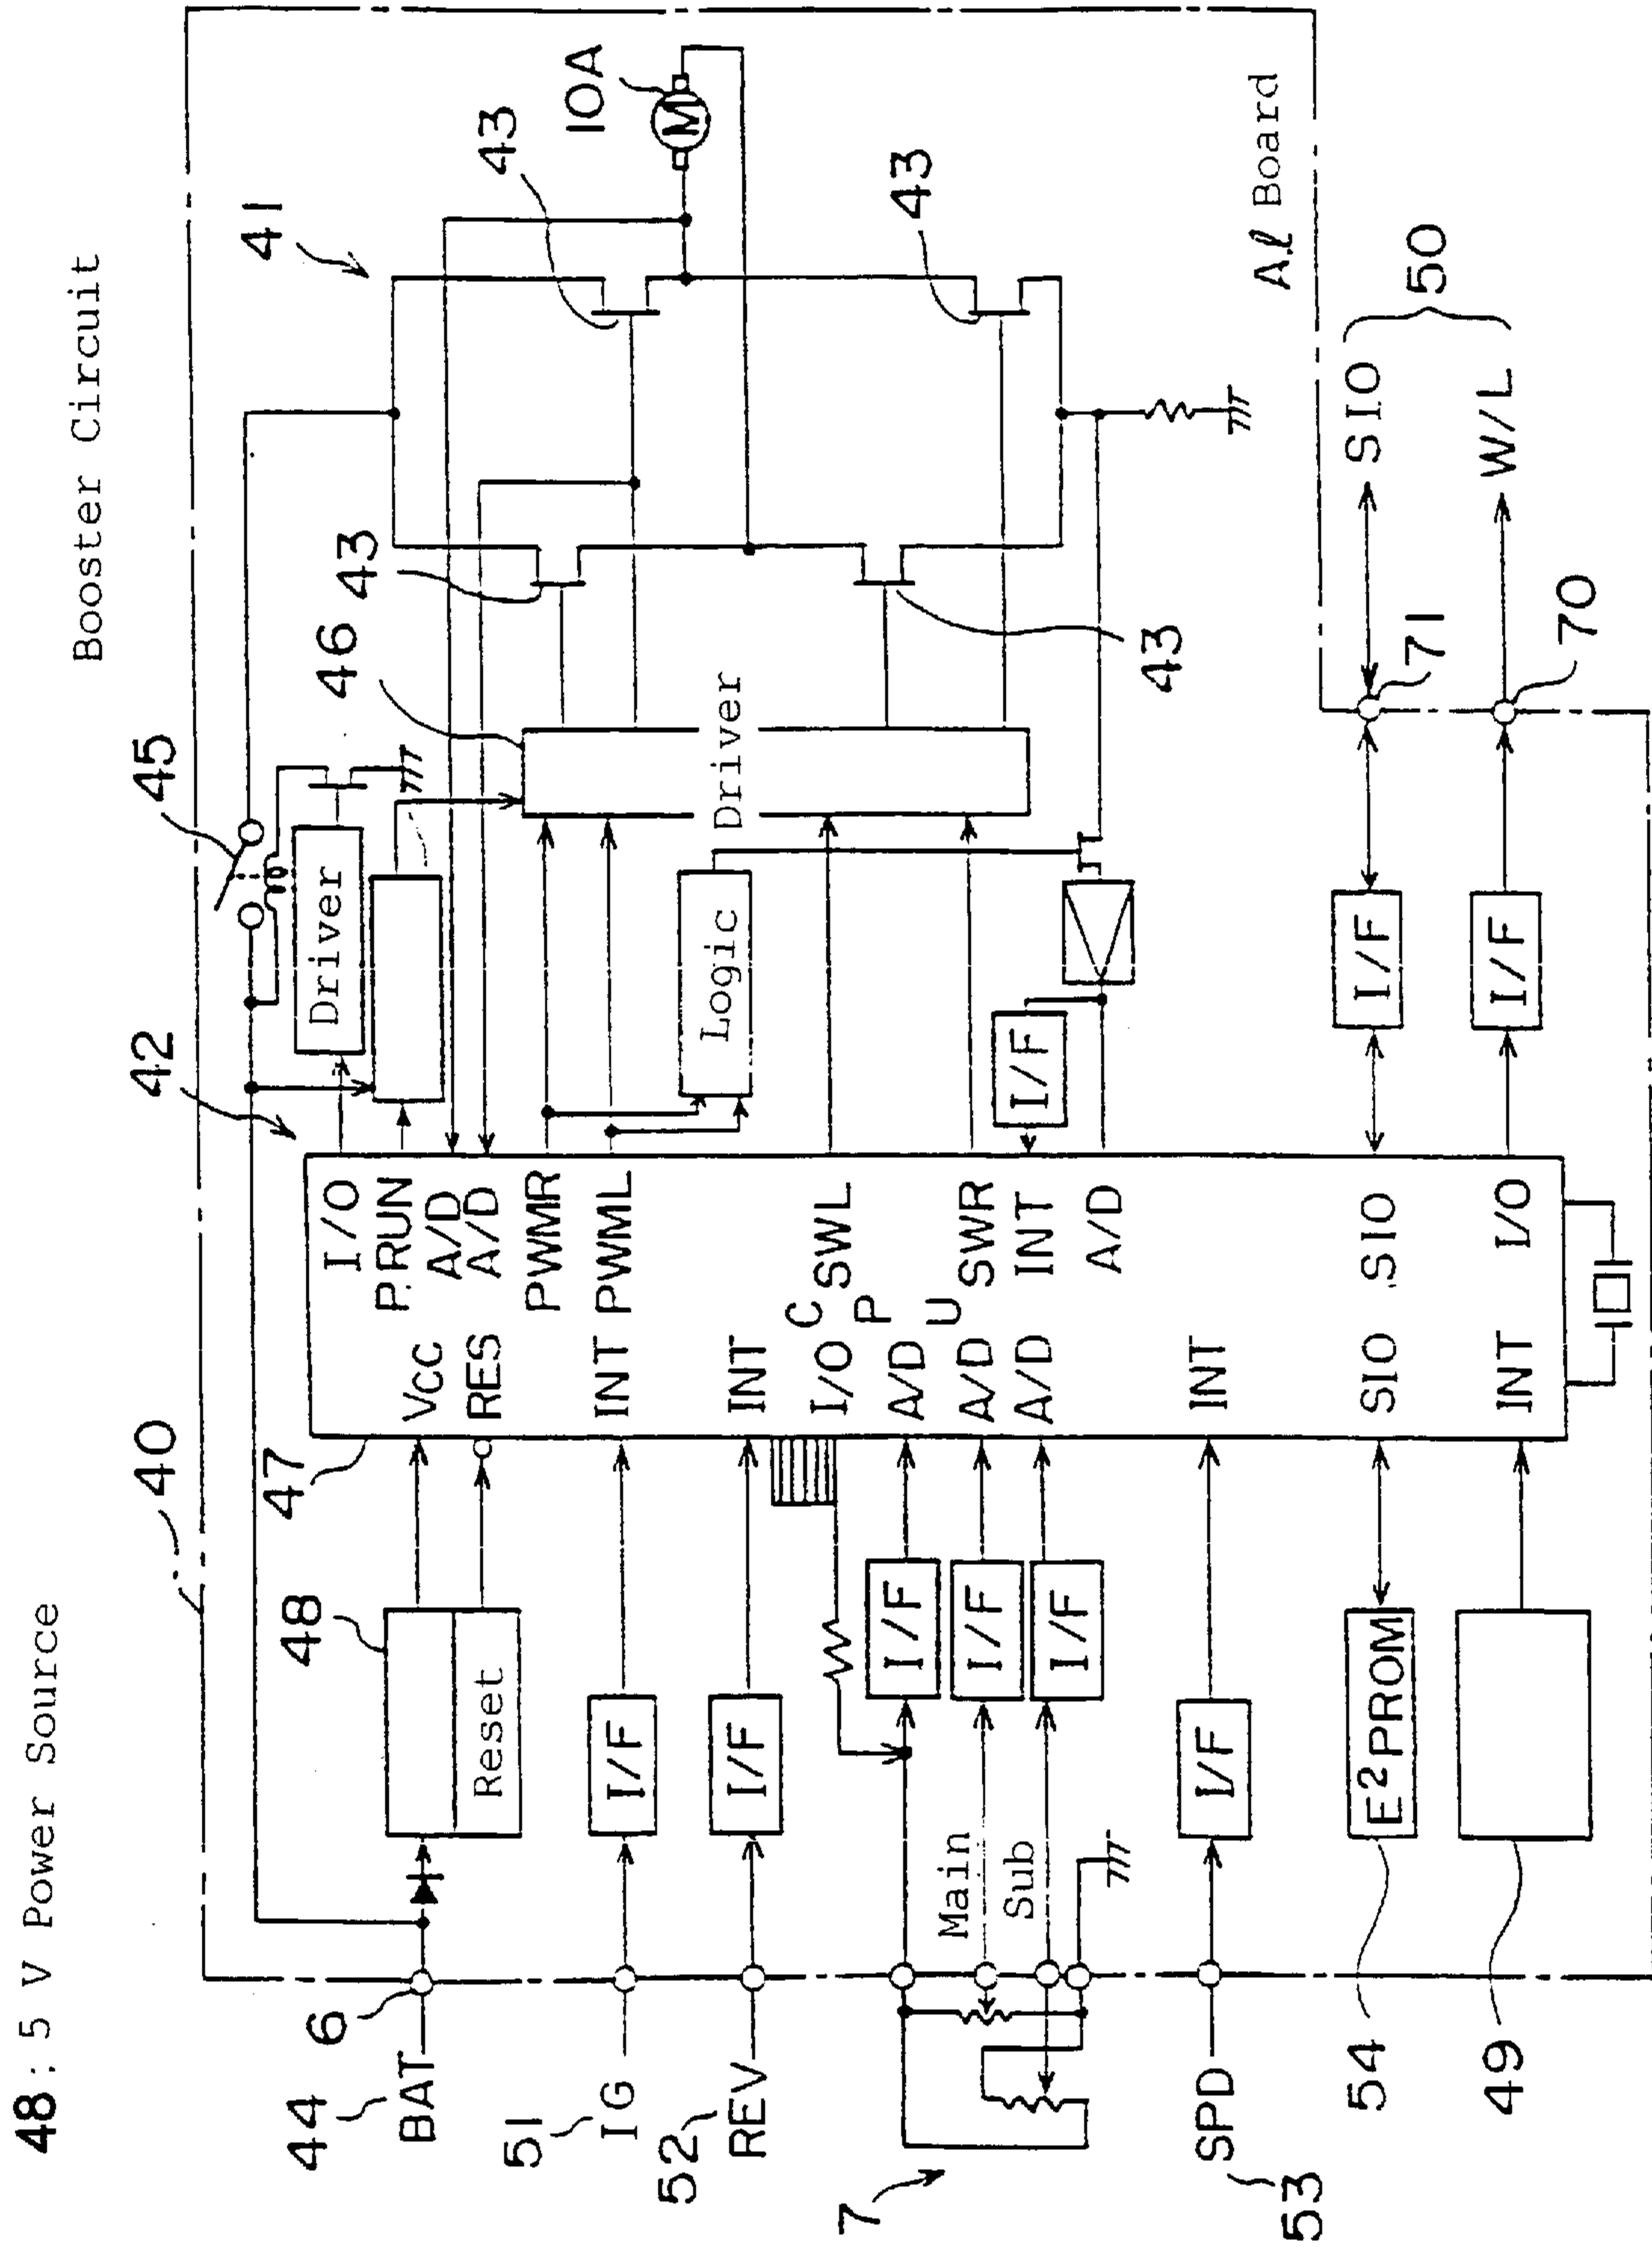 48: 5 V Power Source
Booster Circuit
40
42
45
41
44
BAT
6
48
Reset
47
VCC
RES
I/O
P.RUN
A/D
A/D
Driver
46
43
43
10A
M
51
IG
I/F
INT
PWMR
PWML
Logic
Driver
52
REV
I/F
INT
I/O
C
P
U
SWL
SWR
INT
A/D
I/F
43
43
7
Main
Sub
I/F
I/F
I/F
A/D
A/D
A/D
Al Board
SPD
53
I/F
INT
54
E2PROM
SIO
SIO
I/F
71
SIO
50
49
INT
I/O
I/F
70
W/L